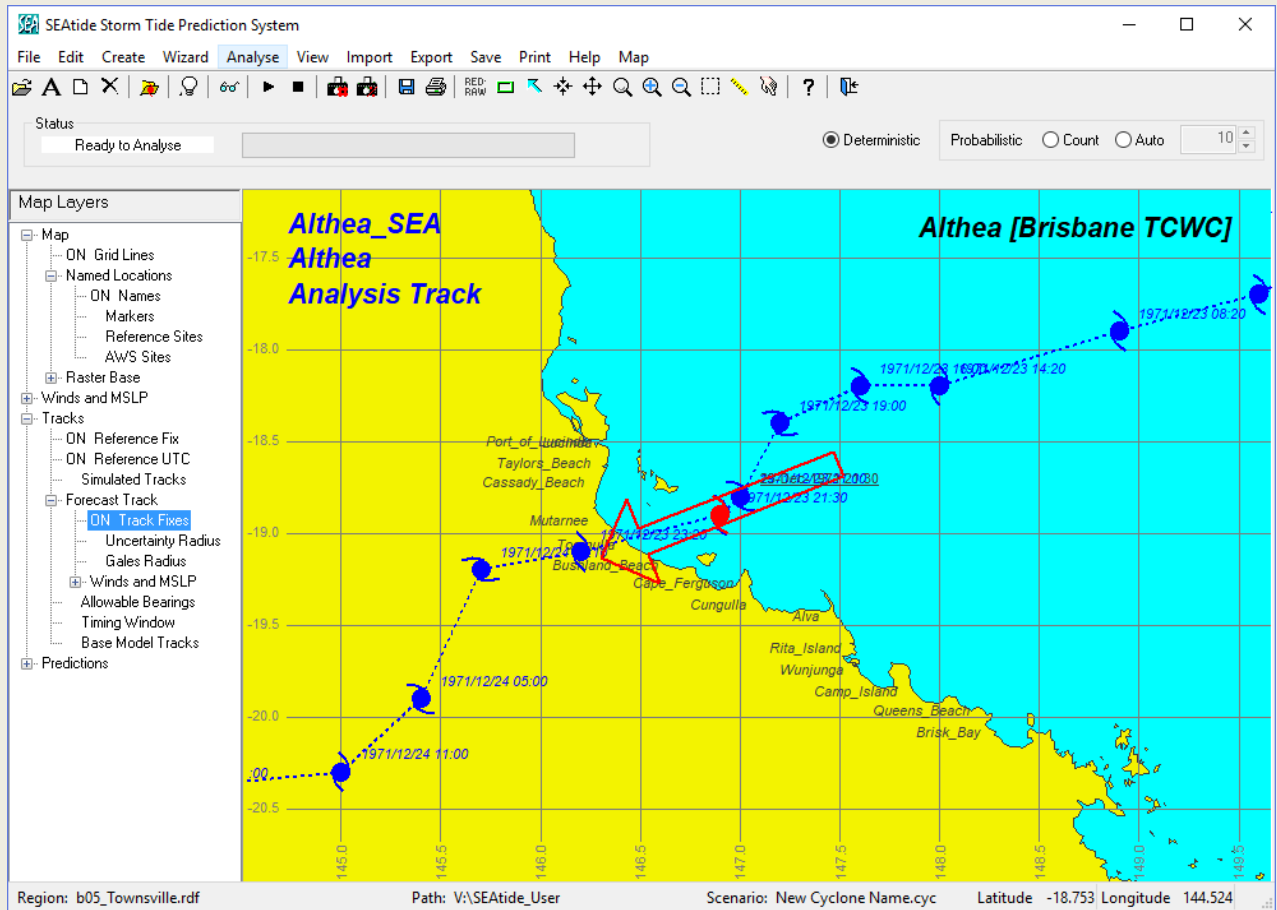 SEAtide Storm Tide Prediction System
File Edit Create Wizard Analyse View Import Export Save Print Help Map
RED-
RAW
Status
Ready to Analyse
Deterministic Probabilistic Count Auto 10
Map Layers
Map
ON Grid Lines
Named Locations
ON Names
Markers
Reference Sites
AWS Sites
Raster Base
Winds and MSLP
Tracks
ON Reference Fix
ON Reference UTC
Simulated Tracks
Forecast Track
ON Track Fixes
Uncertainty Radius
Gales Radius
Winds and MSLP
Allowable Bearings
Timing Window
Base Model Tracks
Predictions
Althea_SEA
Althea
Analysis Track
Althea [Brisbane TCWC]
-17.5
-18.0
-18.5
-19.0
-19.5
-20.0
-20.5
1971/12/23 08:20
1971/12/23 14:20
1971/12/23 19:00
1971/12/23 21:30
1971/12/23 23:20
1971/12/24 05:00
1971/12/24 11:00
:00
Taylors_Beach
Cassady_Beach
Mutarnee
Bushland_Beach
Cape_Ferguson
Cungulla
Alva
Rita_Island
Wunjunga
Camp_Island
Queens_Beach
Brisk_Bay
145.0 145.5 146.0 146.5 147.0 147.5 148.0 148.5 149.0 149.5
Region: b05_Townsville.rdf Path: V:\SEAtide_User Scenario: New Cyclone Name.cyc Latitude -18.753 Longitude 144.524